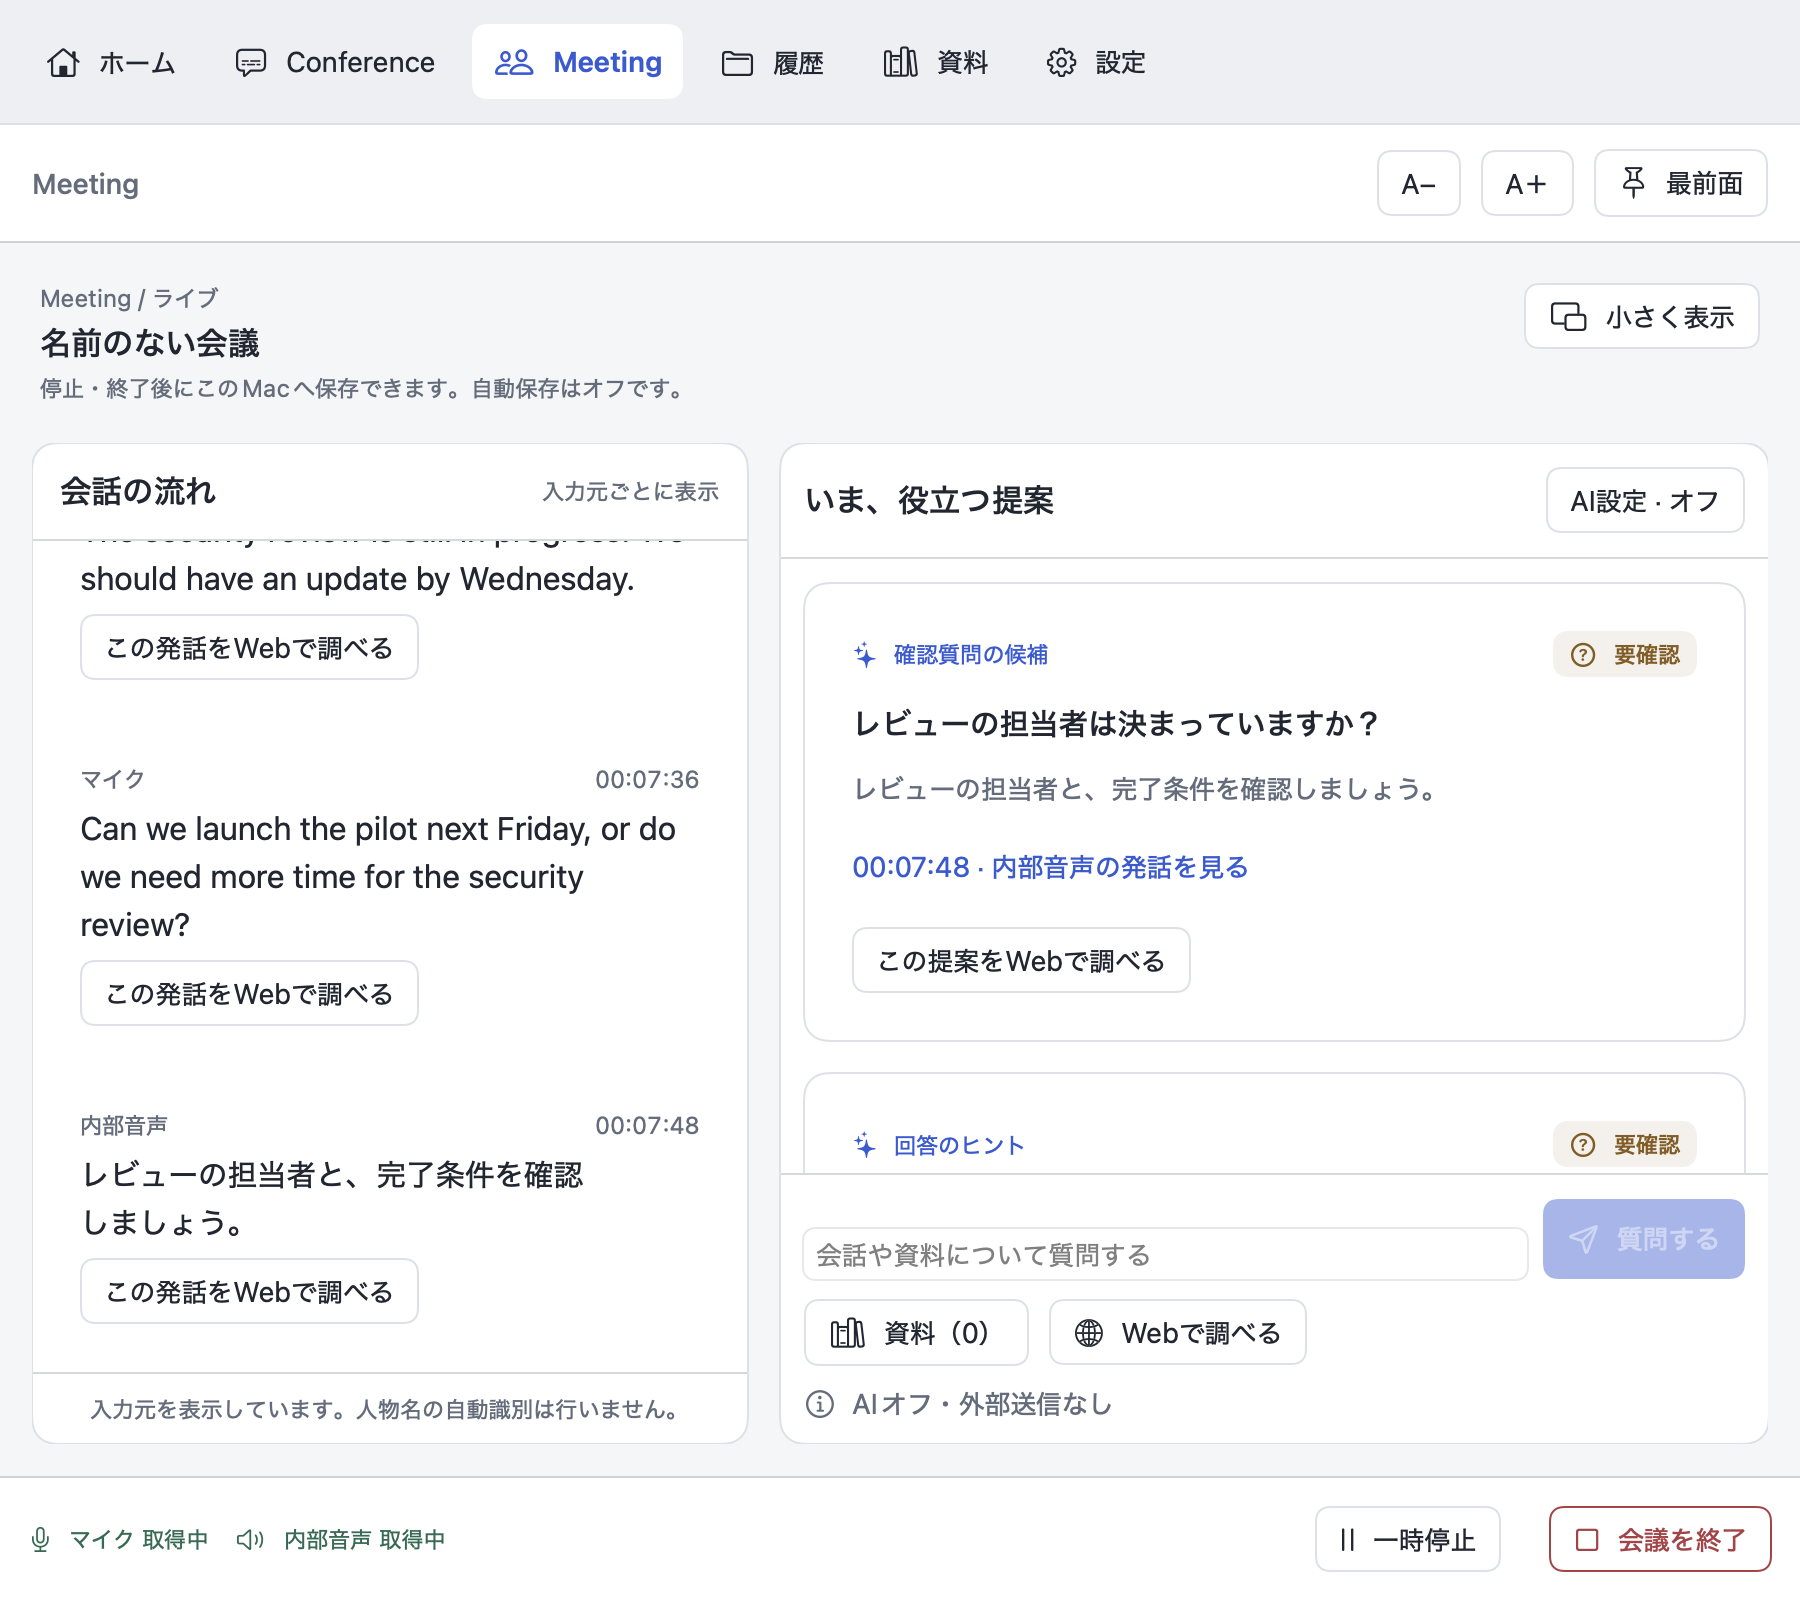 ホーム
Conference
Meeting
履歴
資料
設定
Meeting
A−
A+
最前面
Meeting / ライブ
名前のない会議
停止・終了後にこのMacへ保存できます。自動保存はオフです。
小さく表示
会話の流れ
入力元ごとに表示
should have an update by Wednesday.
この発話をWebで調べる
マイク
00:07:36
Can we launch the pilot next Friday, or do
we need more time for the security
review?
この発話をWebで調べる
内部音声
00:07:48
レビューの担当者と、完了条件を確認
しましょう。
この発話をWebで調べる
入力元を表示しています。人物名の自動識別は行いません。
いま、役立つ提案
AI設定 · オフ
確認質問の候補
要確認
レビューの担当者は決まっていますか？
レビューの担当者と、完了条件を確認しましょう。
00:07:48 · 内部音声の発話を見る
この提案をWebで調べる
回答のヒント
要確認
会話や資料について質問する
質問する
資料（0）
Webで調べる
AIオフ・外部送信なし
マイク 取得中
内部音声 取得中
一時停止
会議を終了